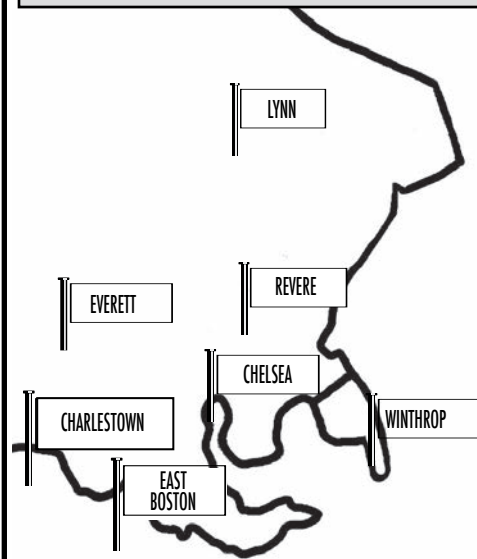 LYNN
REVERE
EVERETT
CHELSEA
CHARLESTOWN
WINTHROP
EAST
BOSTON